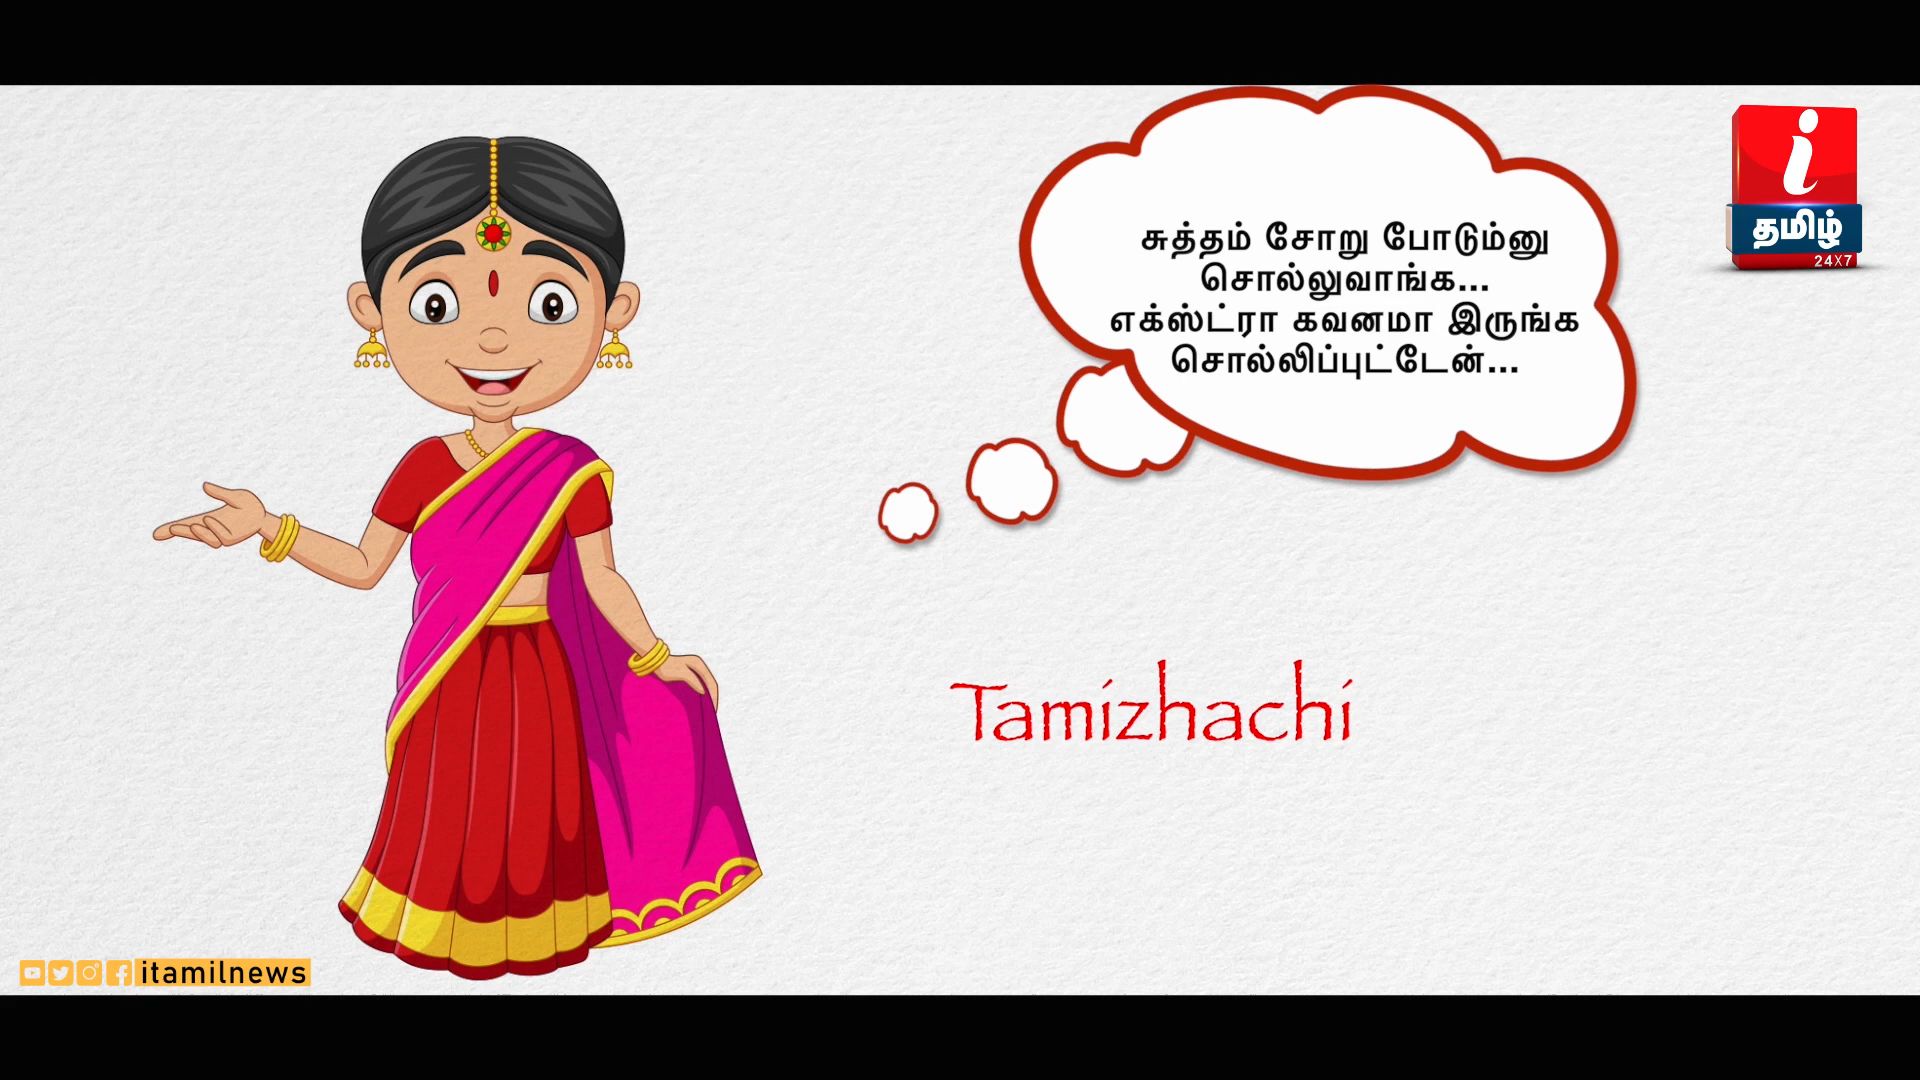 சுத்தம் சோறு போடும்னு
சொல்லுவாங்க...
எக்ஸ்ட்ரா கவனமா இருங்க
சொல்லிப்புட்டேன்...
i
தமிழ்
24X7
Tamizhachi
itamilnews